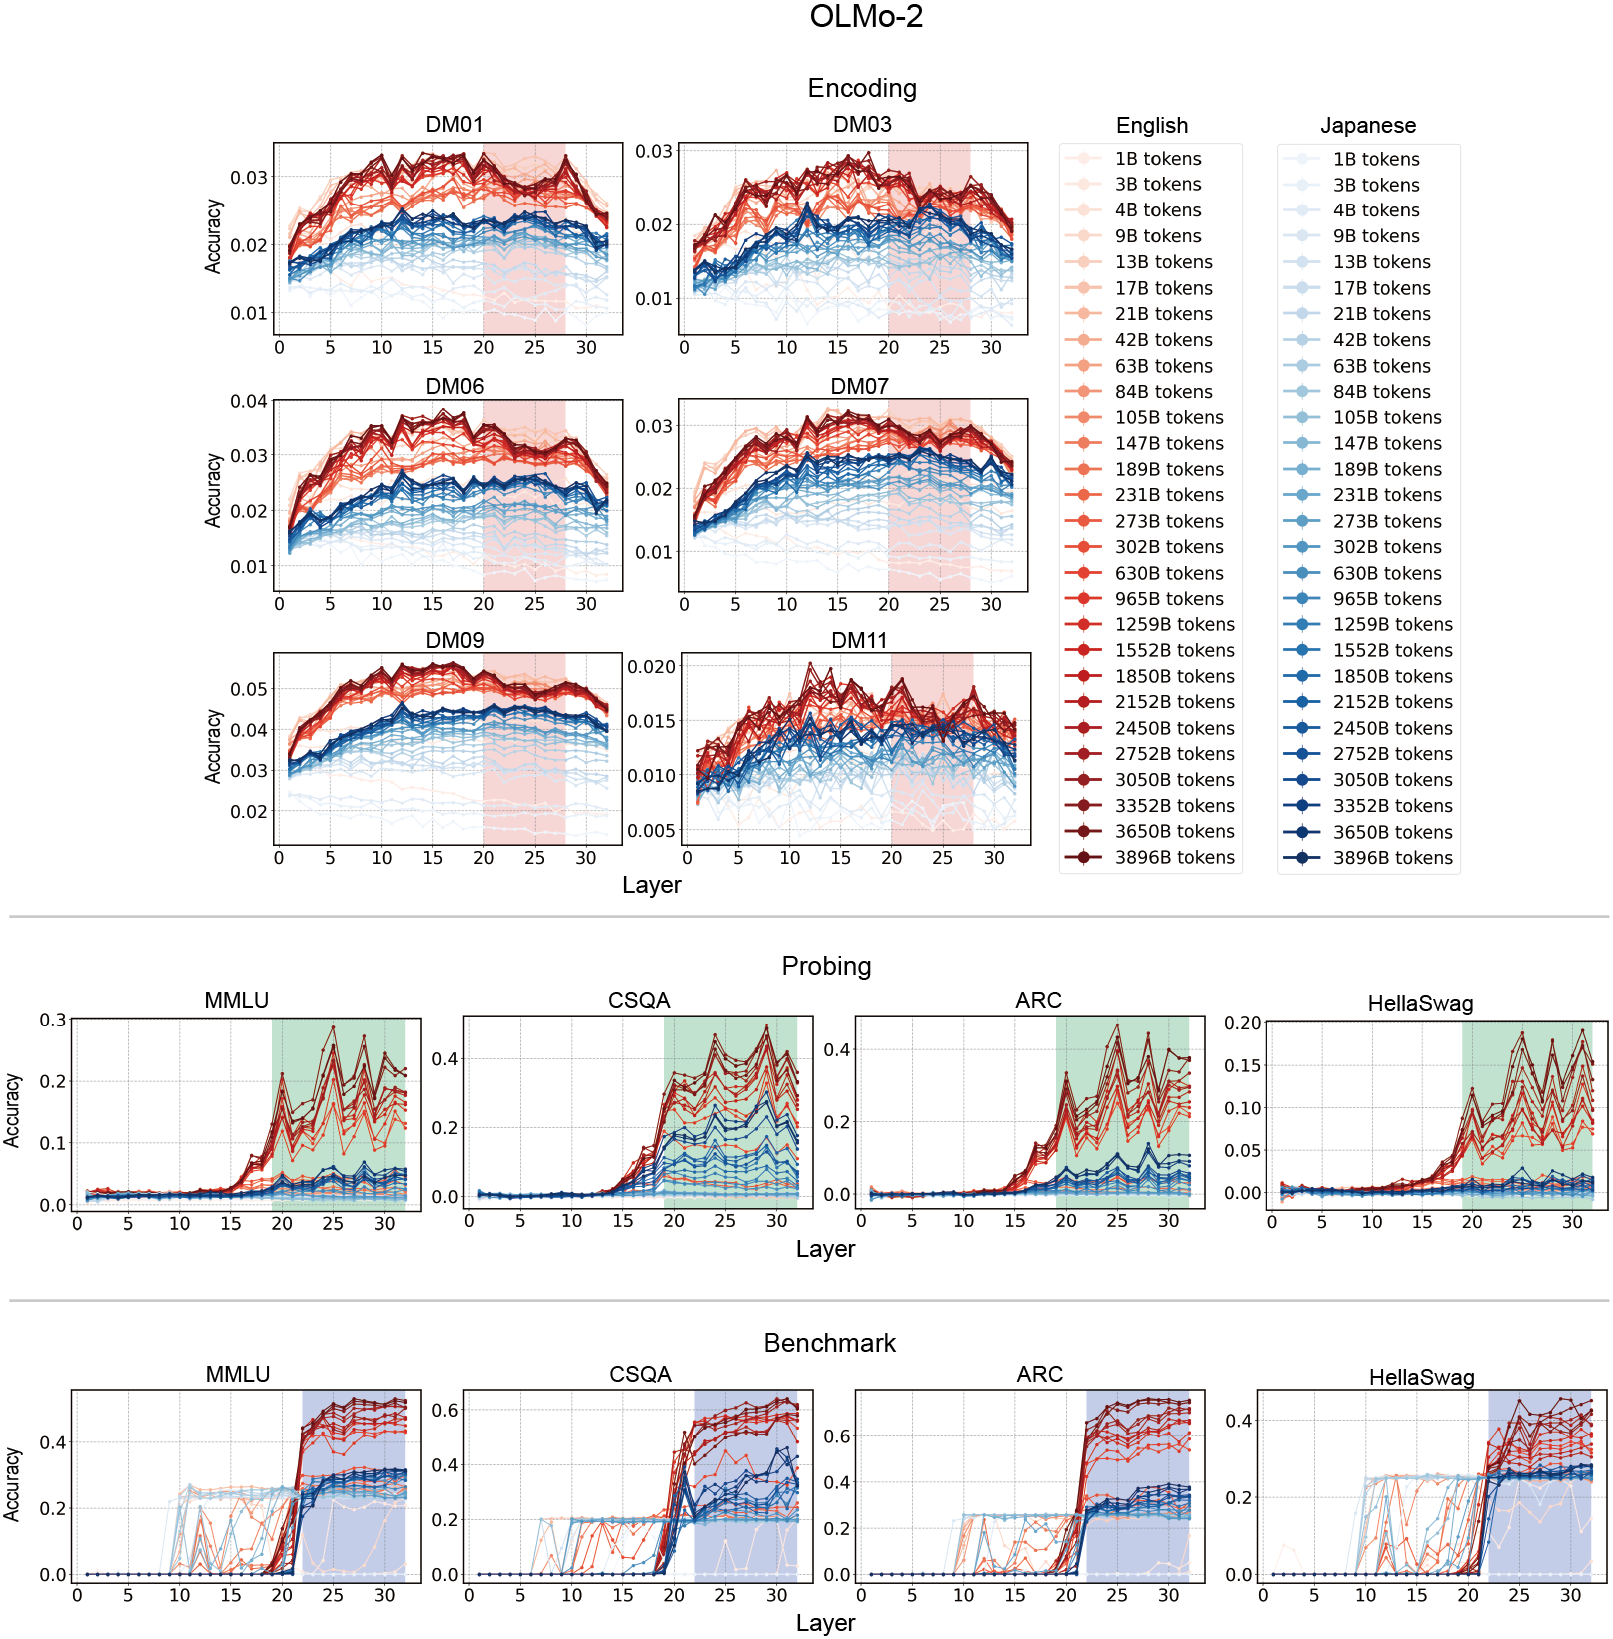 OLMo-2
Encoding
DM01
DM03
English
Japanese
Accuracy
0.03
0.02
0.01
0 5 10 15 20 25 30
0.03
0.02
0.01
0 5 10 15 20 25 30
DM06
DM07
Accuracy
0.04
0.03
0.02
0.01
0 5 10 15 20 25 30
0.03
0.02
0.01
0 5 10 15 20 25 30
DM09
DM11
Accuracy
0.05
0.04
0.03
0.02
0 5 10 15 20 25 30
0.020
0.015
0.010
0.005
0 5 10 15 20 25 30
Layer
1B tokens
3B tokens
4B tokens
9B tokens
13B tokens
17B tokens
21B tokens
42B tokens
63B tokens
84B tokens
105B tokens
147B tokens
189B tokens
231B tokens
273B tokens
302B tokens
630B tokens
965B tokens
1259B tokens
1552B tokens
1850B tokens
2152B tokens
2450B tokens
2752B tokens
3050B tokens
3352B tokens
3650B tokens
3896B tokens
1B tokens
3B tokens
4B tokens
9B tokens
13B tokens
17B tokens
21B tokens
42B tokens
63B tokens
84B tokens
105B tokens
147B tokens
189B tokens
231B tokens
273B tokens
302B tokens
630B tokens
965B tokens
1259B tokens
1552B tokens
1850B tokens
2152B tokens
2450B tokens
2752B tokens
3050B tokens
3352B tokens
3650B tokens
3896B tokens
Probing
MMLU
CSQA
ARC
HellaSwag
Accuracy
0.3
0.2
0.1
0.0
0 5 10 15 20 25 30
0.4
0.2
0.0
0 5 10 15 20 25 30
0.4
0.2
0.0
0 5 10 15 20 25 30
0.20
0.15
0.10
0.05
0.00
0 5 10 15 20 25 30
Layer
Benchmark
MMLU
CSQA
ARC
HellaSwag
Accuracy
0.4
0.2
0.0
0 5 10 15 20 25 30
0.6
0.4
0.2
0.0
0 5 10 15 20 25 30
0.6
0.4
0.2
0.0
0 5 10 15 20 25 30
0.4
0.2
0.0
0 5 10 15 20 25 30
Layer